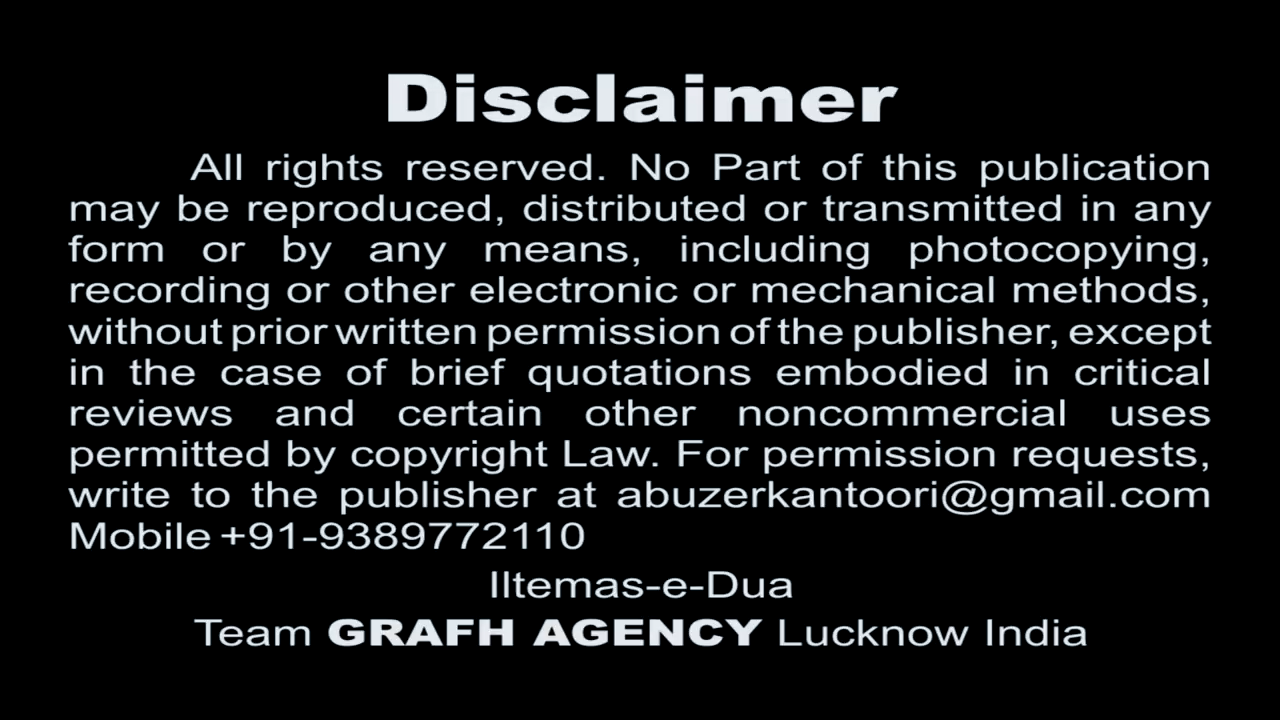 Disclaimer
All rights reserved. No Part of this publication
may be reproduced, distributed or transmitted in any
form or by any means, including photocopying,
recording or other electronic or mechanical methods,
without prior written permission of the publisher, except
in the case of brief quotations embodied in critical
reviews and certain other noncommercial uses
permitted by copyright Law. For permission requests,
write to the publisher at abuzerkantoori@gmail.com
Mobile +91-9389772110
IItemas-e-Dua
Team GRAFH AGENCY Lucknow India